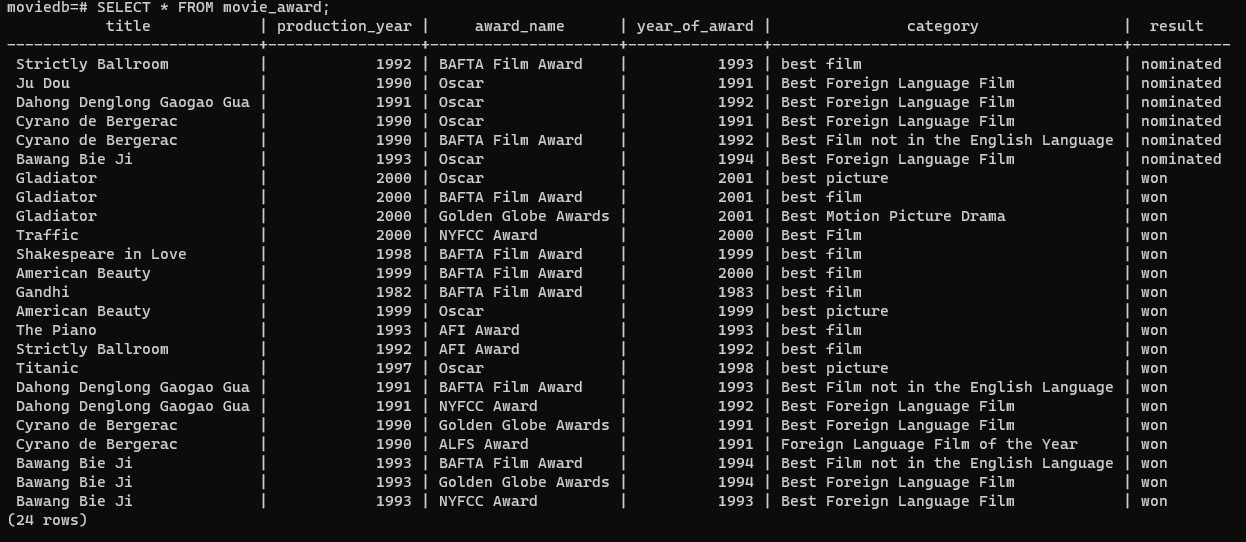 moviedb=# SELECT * FROM movie_award;
title | production_year | award_name | year_of_award | category | result
Strictly Ballroom | 1992 | BAFTA Film Award | 1993 | best film | nominated
Ju Dou | 1990 | Oscar | 1991 | Best Foreign Language Film | nominated
Dahong Denglong Gaogao Gua | 1991 | Oscar | 1992 | Best Foreign Language Film | nominated
Cyrano de Bergerac | 1990 | Oscar | 1991 | Best Foreign Language Film | nominated
Cyrano de Bergerac | 1990 | BAFTA Film Award | 1992 | Best Film not in the English Language | nominated
Bawang Bie Ji | 1993 | Oscar | 1994 | Best Foreign Language Film | nominated
Gladiator | 2000 | Oscar | 2001 | best picture | won
Gladiator | 2000 | BAFTA Film Award | 2001 | best film | won
Gladiator | 2000 | Golden Globe Awards | 2001 | Best Motion Picture Drama | won
Traffic | 2000 | NYFCC Award | 2000 | Best Film | won
Shakespeare in Love | 1998 | BAFTA Film Award | 1999 | best film | won
American Beauty | 1999 | BAFTA Film Award | 2000 | best film | won
Gandhi | 1982 | BAFTA Film Award | 1983 | best film | won
American Beauty | 1999 | Oscar | 1999 | best picture | won
The Piano | 1993 | AFI Award | 1993 | best film | won
Strictly Ballroom | 1992 | AFI Award | 1992 | best film | won
Titanic | 1997 | Oscar | 1998 | best picture | won
Dahong Denglong Gaogao Gua | 1991 | BAFTA Film Award | 1993 | Best Film not in the English Language | won
Dahong Denglong Gaogao Gua | 1991 | NYFCC Award | 1992 | Best Foreign Language Film | won
Cyrano de Bergerac | 1990 | Golden Globe Awards | 1991 | Best Foreign Language Film | won
Cyrano de Bergerac | 1990 | ALFS Award | 1991 | Foreign Language Film of the Year | won
Bawang Bie Ji | 1993 | BAFTA Film Award | 1994 | Best Film not in the English Language | won
Bawang Bie Ji | 1993 | Golden Globe Awards | 1994 | Best Foreign Language Film | won
Bawang Bie Ji | 1993 | NYFCC Award | 1993 | Best Foreign Language Film | won
(24 rows)